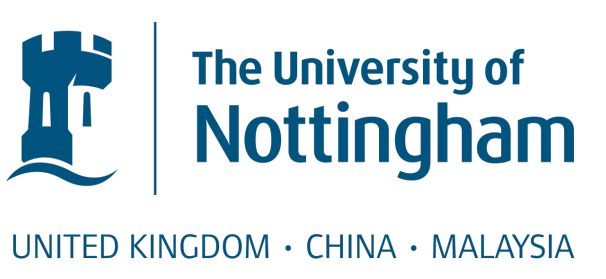 The University of
Nottingham
UNITED KINGDOM · CHINA · MALAYSIA